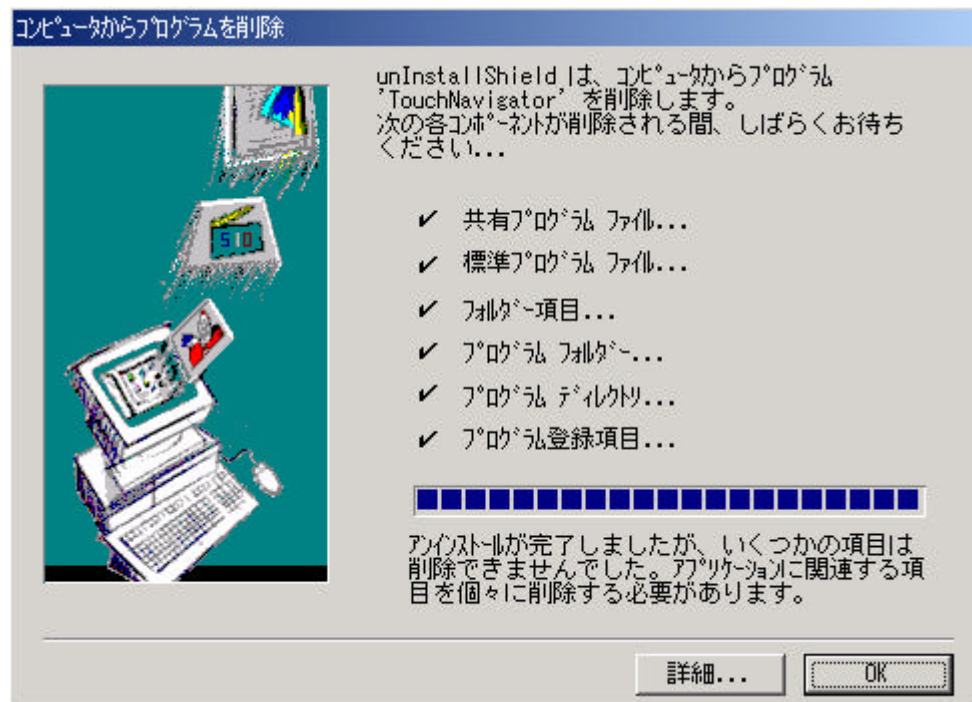 コンピュータからプログラムを削除
unInstallShield は、コンピュータからプログラム
'TouchNavigator' を削除します。
次の各コンポーネントが削除される間、しばらくお待ち
ください...
✔ 共有プログラム ファイル...
✔ 標準プログラム ファイル...
✔ フォルダー項目...
✔ プログラム フォルダー...
✔ プログラム ディレクトリ...
✔ プログラム登録項目...
510
アンインストールが完了しましたが、いくつかの項目は
削除できませんでした。アプリケーションに関連する項
目を個々に削除する必要があります。
詳細...
OK